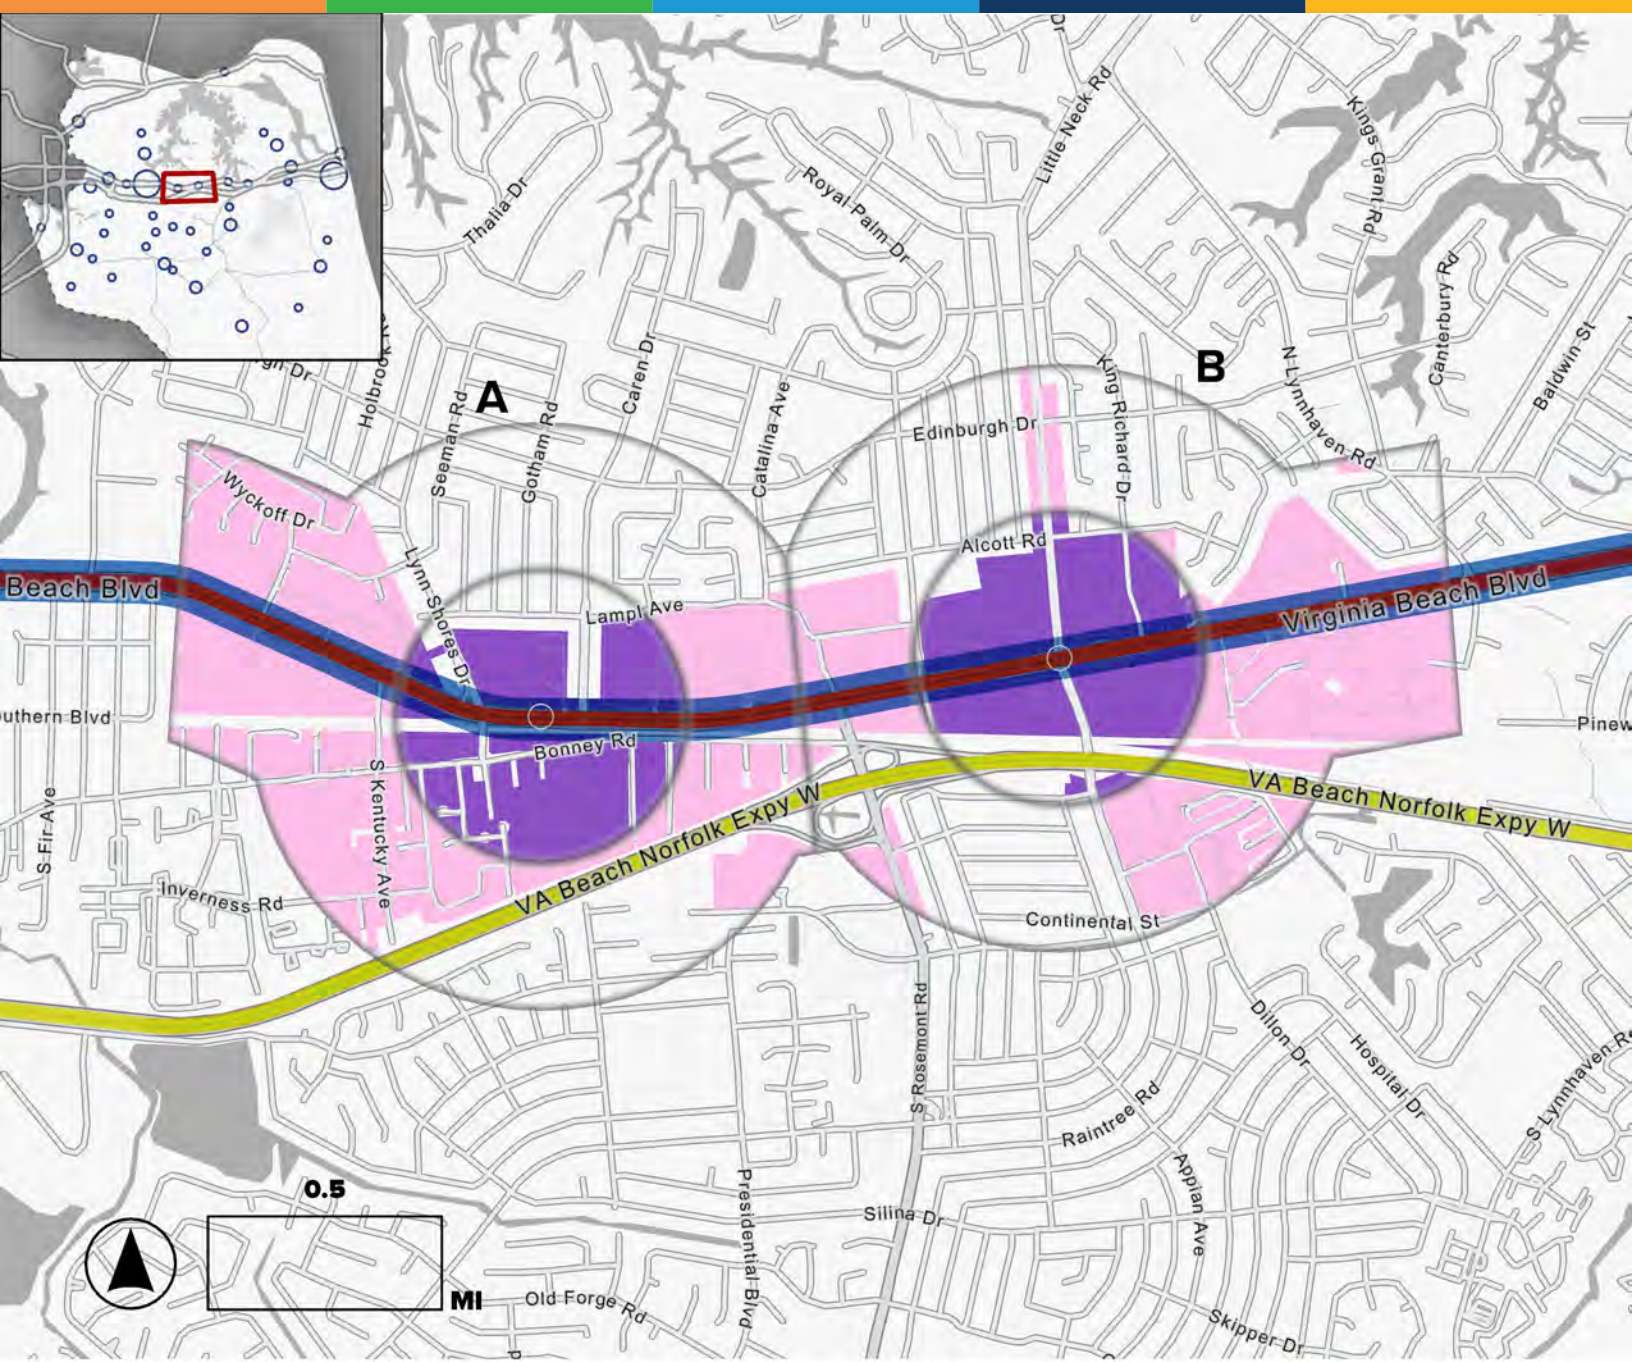 Dr
Little Neck Rd
Kings Grant Rd
Thalia Dr
Royal Palm Dr
Canterbury Rd
Baldwin St
Holbrook
gh Dr
Caren Dr
Seeman Rd
A
Gotham Rd
Catalina Ave
B
King Richard Dr
N Lynnhaven Rd
Edinburgh Dr
Wyckoff Dr
Alcott Rd
Lynn Shores Dr
Beach Blvd
Lampl Ave
Virginia Beach Blvd
uthern Blvd
Bonney Rd
Pinew
S Fir Ave
S Kentucky Ave
VA Beach Norfolk Expy W
VA Beach Norfolk Expy W
Inverness Rd
Continental St
S Rosemont Rd
Dillon Dr
Hospital Dr
S Lynnhaven Rd
Raintree Rd
Appian Ave
Presidential Blvd
Silina Dr
0.5
MI
Old Forge Rd
Skipper Dr